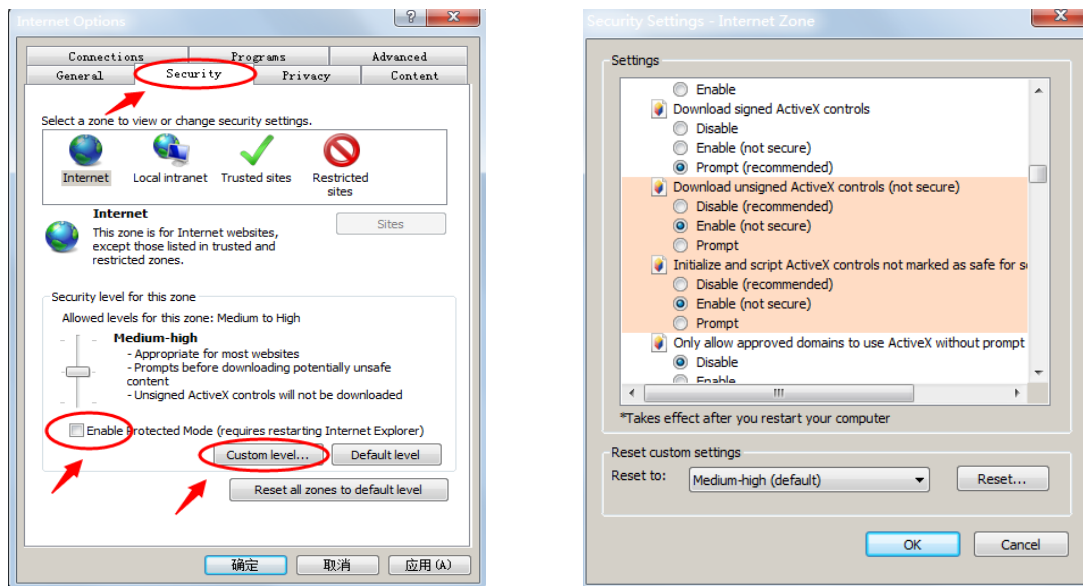 Internet Options
Connections
Programs
Advanced
General
Security
Privacy
Content
Select a zone to view or change security settings.
Internet
Local intranet
Trusted sites
Restricted
sites
Internet
Sites
This zone is for Internet websites,
except those listed in trusted and
restricted zones.
Security level for this zone
Allowed levels for this zone: Medium to High
Medium-high
- Appropriate for most websites
- Prompts before downloading potentially unsafe
content
- Unsigned ActiveX controls will not be downloaded
Enable Protected Mode (requires restarting Internet Explorer)
Custom level...
Default level
Reset all zones to default level
确定
取消
应用(A)
Security Settings - Internet Zone
Settings
Enable
Download signed ActiveX controls
Disable
Enable (not secure)
Prompt (recommended)
Download unsigned ActiveX controls (not secure)
Disable (recommended)
Enable (not secure)
Prompt
Initialize and script ActiveX controls not marked as safe for s
Disable (recommended)
Enable (not secure)
Prompt
Only allow approved domains to use ActiveX without prompt
Disable
Enable
*Takes effect after you restart your computer
Reset custom settings
Reset to:
Medium-high (default)
Reset...
OK
Cancel